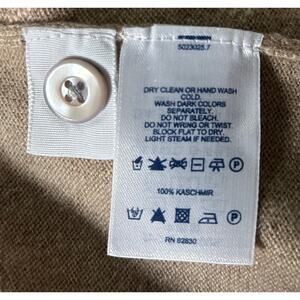 5023025.7
DRY CLEAN OR HAND WASH
COLD.
WASH DARK COLORS
SEPARATELY.
DO NOT BLEACH.
DO NOT WRING OR TWIST.
BLOCK FLAT TO DRY.
LIGHT STEAM IF NEEDED.
100% KASCHMIR
RN 62830